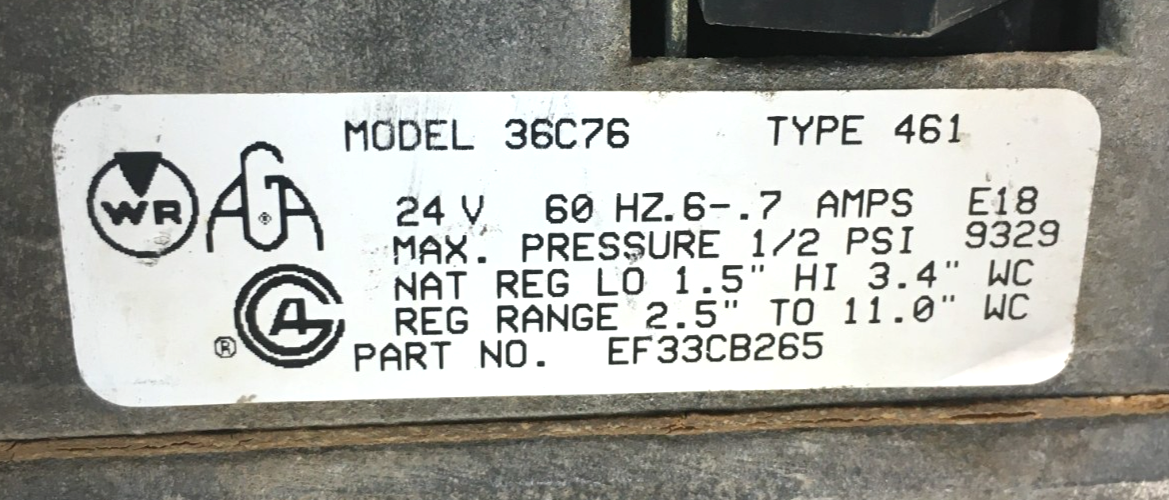 MODEL 36C76 TYPE 461
WR
AGA
®
24 V 60 HZ.6-.7 AMPS E18
MAX. PRESSURE 1/2 PSI 9329
NAT REG LO 1.5" HI 3.4" WC
REG RANGE 2.5" TO 11.0" WC
CGA
®
PART NO. EF33CB265